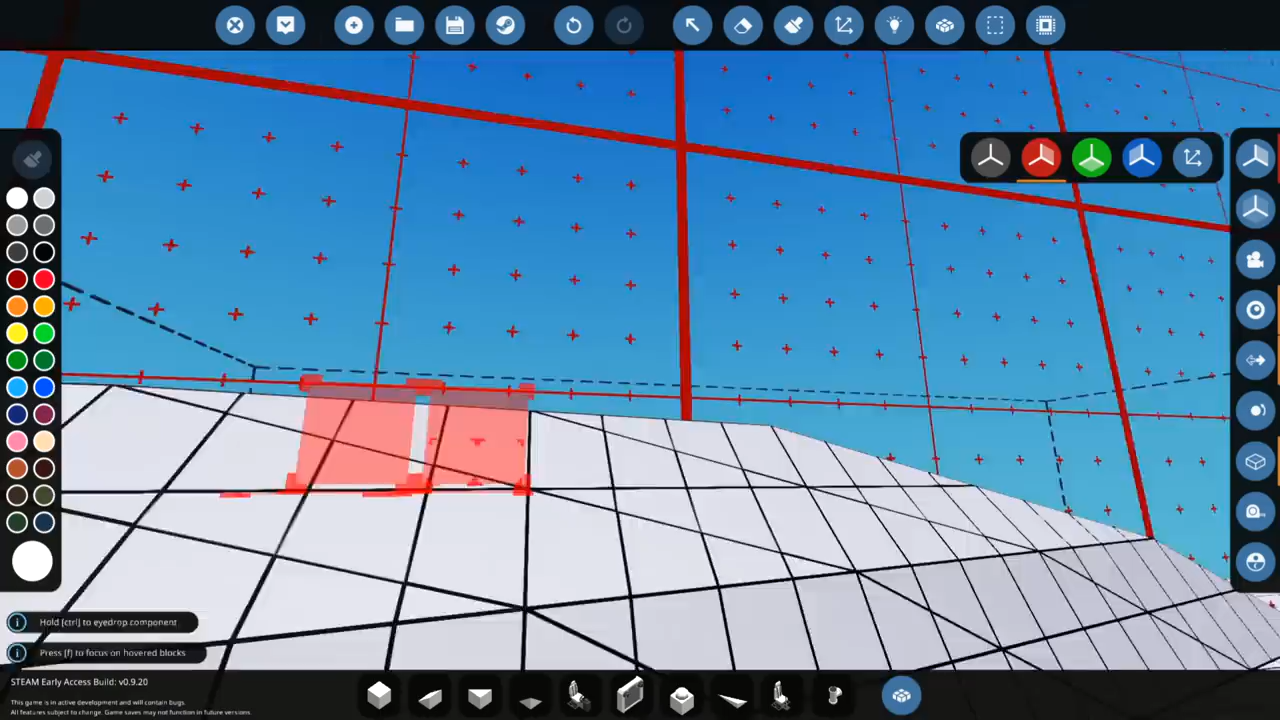 Hold [ctrl] to eyedrop component
Press [f] to focus on hovered blocks
STEAM Early Access Build: v0.9.20
This game is in active development and will contain bugs.
All features subject to change. Game saves may not function in future versions.